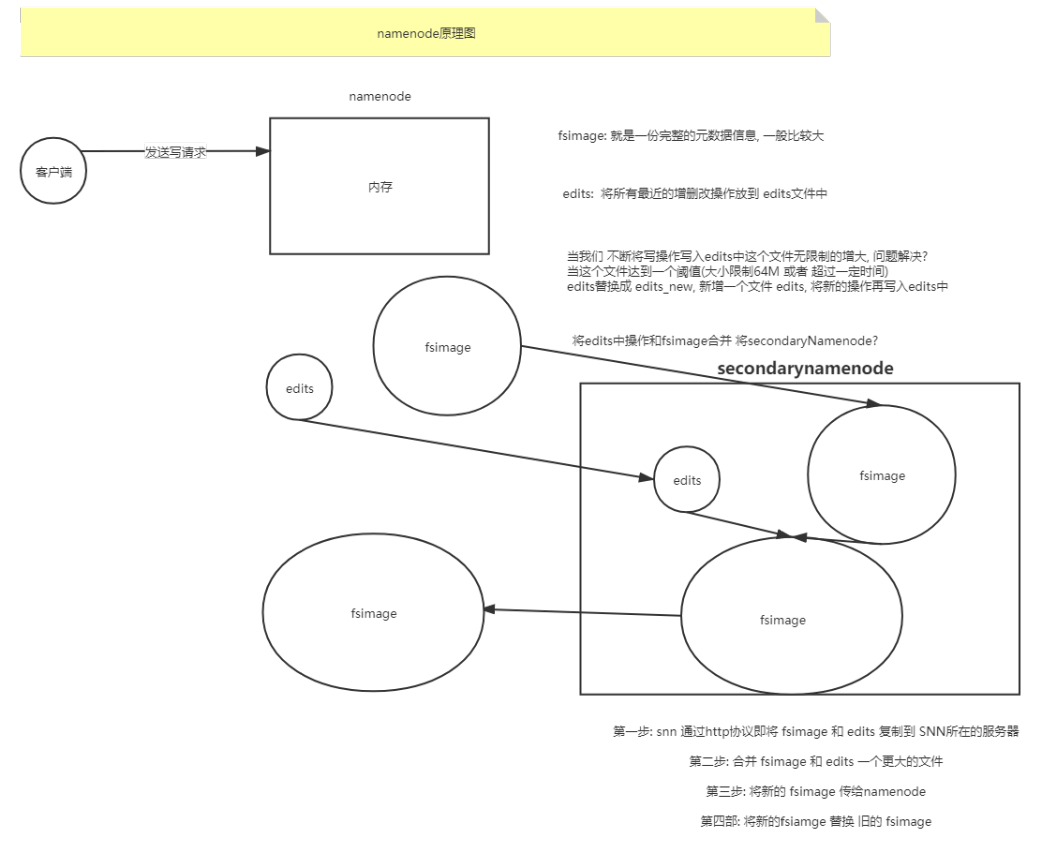 namenode原理图
namenode
客户端
发送写请求
内存
fsimage: 就是一份完整的元数据信息, 一般比较大
edits: 将所有最近的增删改操作放到 edits文件中
当我们 不断将写操作写入edits中这个文件无限制的增大, 问题解决?
当这个文件达到一个阈值(大小限制64M 或者 超过一定时间)
edits替换成 edits_new, 新增一个文件 edits, 将新的操作再写入edits中
将edits中操作和fsimage合并 将secondaryNamenode?
fsimage
edits
secondarynamenode
edits
fsimage
fsimage
fsimage
第一步: snn 通过http协议即将 fsimage 和 edits 复制到 SNN所在的服务器
第二步: 合并 fsimage 和 edits 一个更大的文件
第三步: 将新的 fsimage 传给namenode
第四部: 将新的fsiamge 替换 旧的 fsimage